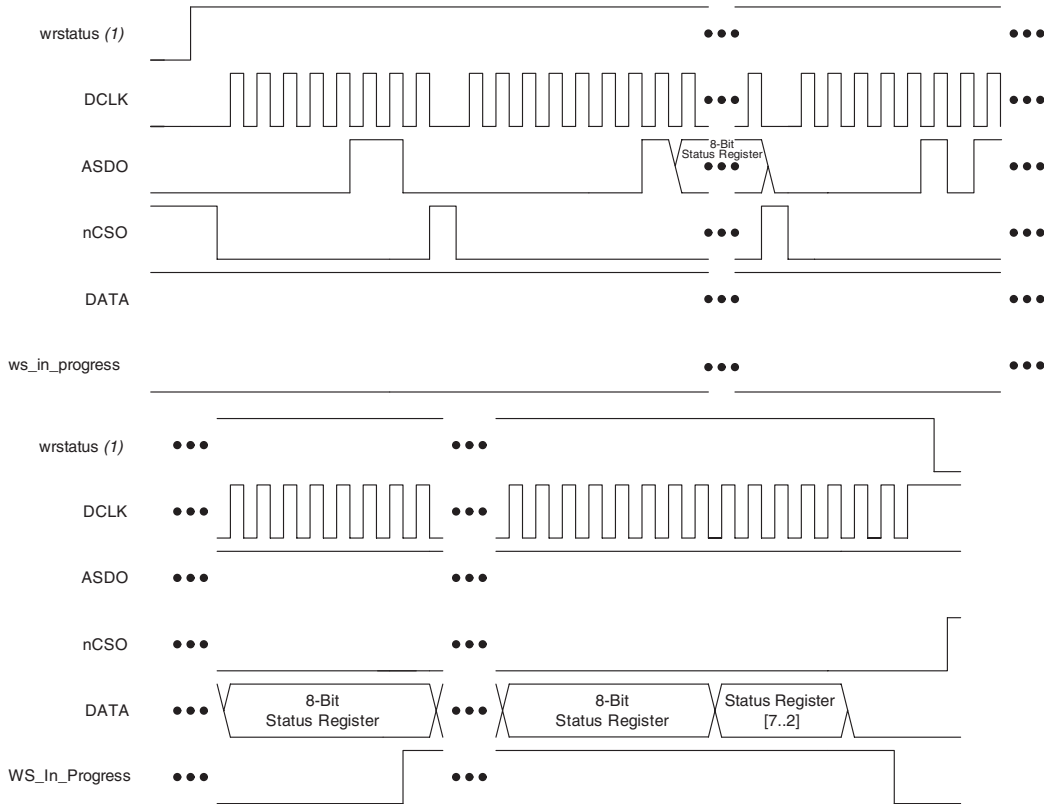 wrstatus (1)
DCLK
ASDO
8-Bit
Status Register
nCSO
DATA
ws_in_progress
wrstatus (1)
DCLK
ASDO
nCSO
DATA
8-Bit
Status Register
8-Bit
Status Register
Status Register
[7..2]
WS_In_Progress